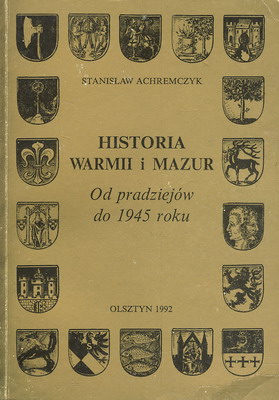 STANISŁAW ACHREMCZYK
HISTORIA
WARMII i MAZUR
Od pradziejów
do 1945 roku
OLSZTYN 1992